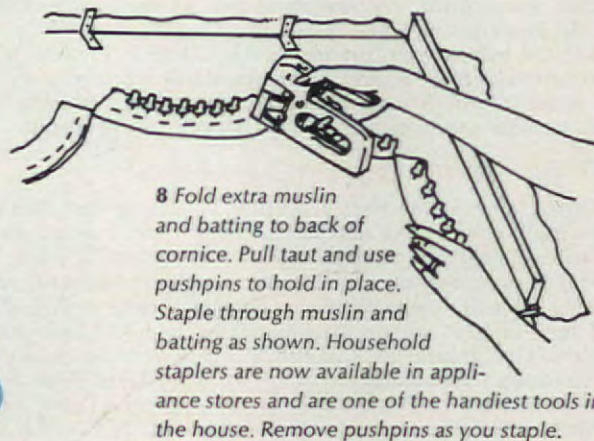 8 Fold extra muslin
and batting to back of
cornice. Pull taut and use
pushpins to hold in place.
Staple through muslin and
batting as shown. Household
staplers are now available in appli-
ance stores and are one of the handiest tools in
the house. Remove pushpins as you staple.